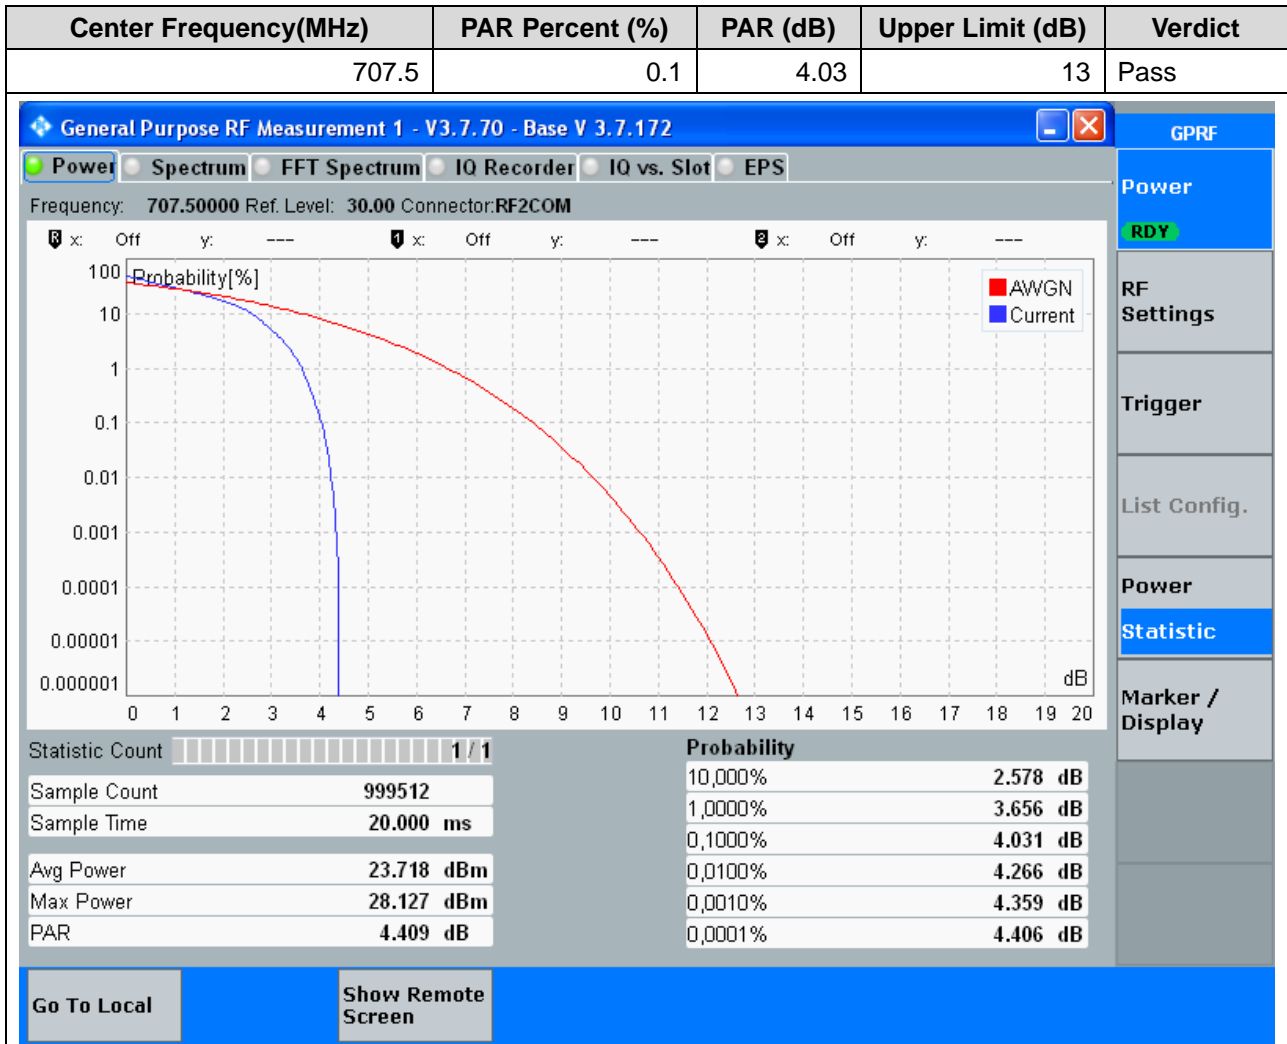 Center Frequency(MHz) PAR Percent (%) PAR (dB) Upper Limit (dB) Verdict
707.5 0.1 4.03 13 Pass
General Purpose RF Measurement 1 - V3.7.70 - Base V 3.7.172
GPRF
Power Spectrum FFT Spectrum IQ Recorder IQ vs. Slot EPS
Power
RDY
Frequency: 707.50000 Ref. Level: 30.00 Connector:RF2COM
R x: Off y: --- 1 x: Off y: --- 2 x: Off y: ---
Probability[%]
AWGN
Current
100
10
1
0.1
0.01
0.001
0.0001
0.00001
0.000001
dB
0 1 2 3 4 5 6 7 8 9 10 11 12 13 14 15 16 17 18 19 20
RF
Settings
Trigger
List Config.
Power
Statistic
Marker /
Display
Statistic Count 1 / 1
Sample Count 999512
Sample Time 20.000 ms
Avg Power 23.718 dBm
Max Power 28.127 dBm
PAR 4.409 dB
Probability
10,000% 2.578 dB
1,0000% 3.656 dB
0,1000% 4.031 dB
0,0100% 4.266 dB
0,0010% 4.359 dB
0,0001% 4.406 dB
Go To Local
Show Remote
Screen